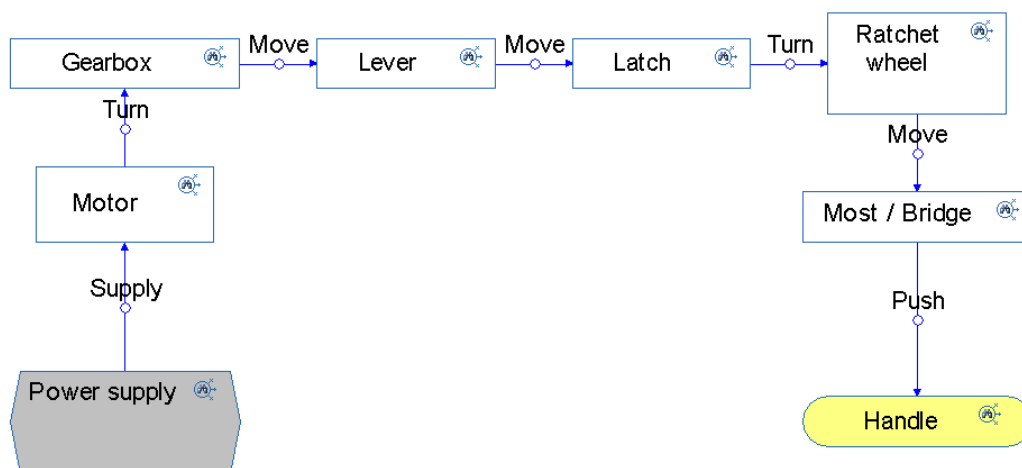 Gearbox
Move
Lever
Move
Latch
Turn
Ratchet
wheel
Turn
Move
Motor
Most / Bridge
Supply
Push
Power supply
Handle